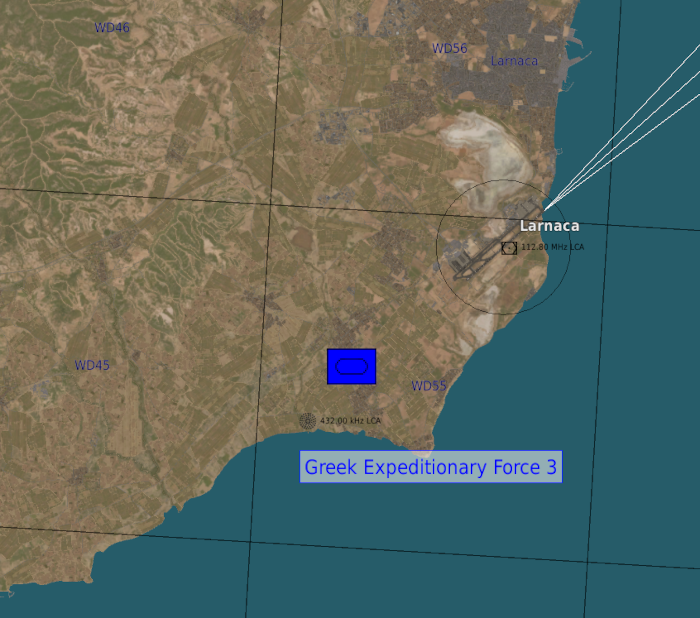 WD46
WD56
Larnaca
Larnaca
112.80 MHz LCA
WD45
WD55
432.00 kHz LCA
Greek Expeditionary Force 3